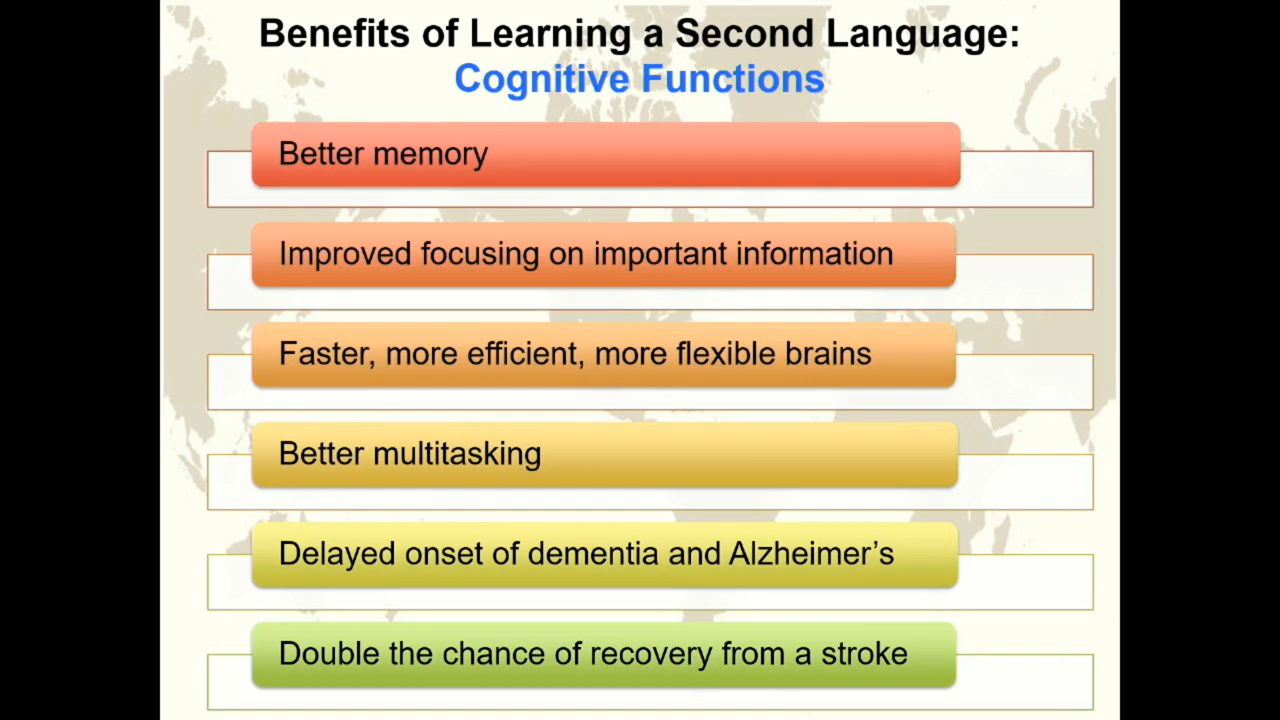 Benefits of Learning a Second Language:
Cognitive Functions
Better memory
Improved focusing on important information
Faster, more efficient, more flexible brains
Better multitasking
Delayed onset of dementia and Alzheimer’s
Double the chance of recovery from a stroke